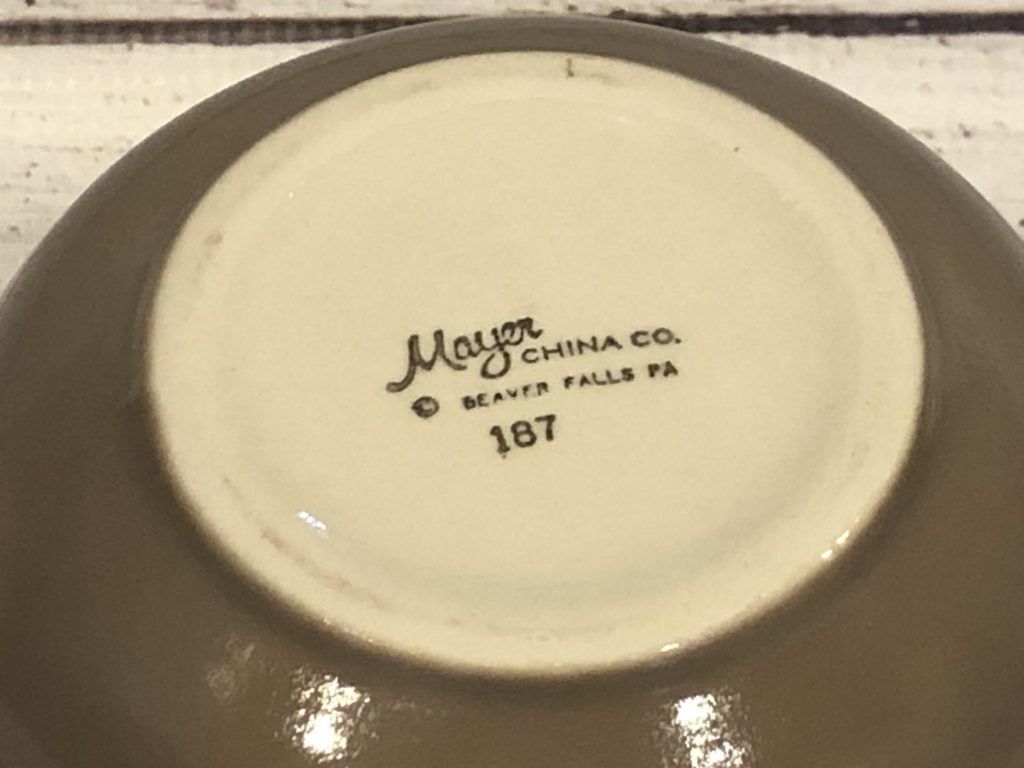 Mayer CHINA CO.
© BEAVER FALLS PA
187